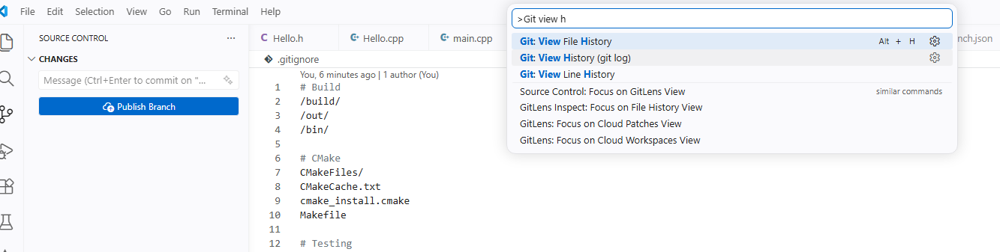 File Edit Selection View Go Run Terminal Help
>Git view h
SOURCE CONTROL ···
CHANGES
Message (Ctrl+Enter to commit on "...
Publish Branch
Hello.h Hello.cpp main.cpp nch.json
.gitignore
You, 6 minutes ago | 1 author (You)
1 # Build
2 /build/
3 /out/
4 /bin/
5
6 # CMake
7 CMakeFiles/
8 CMakeCache.txt
9 cmake_install.cmake
10 Makefile
11
12 # Testing
Git: View File History Alt + H
Git: View History (git log)
Git: View Line History
Source Control: Focus on GitLens View similar commands
GitLens Inspect: Focus on File History View
GitLens: Focus on Cloud Patches View
GitLens: Focus on Cloud Workspaces View